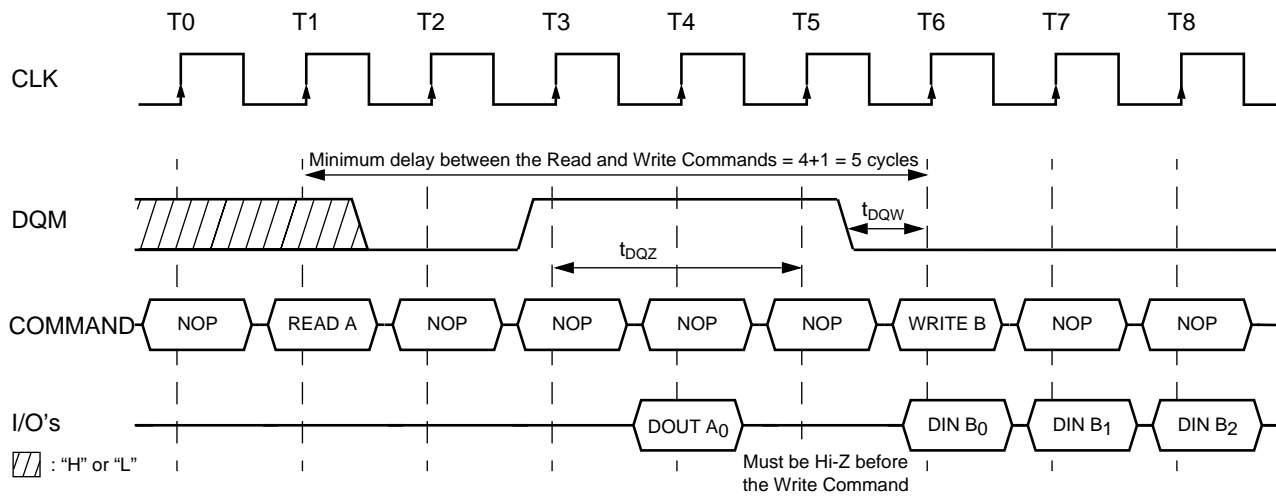 T0 T1 T2 T3 T4 T5 T6 T7 T8
CLK
Minimum delay between the Read and Write Commands = 4+1 = 5 cycles
DQM
tDQW
tDQZ
COMMAND NOP READ A NOP NOP NOP NOP WRITE B NOP NOP
I/O's DOUT A0 DIN B0 DIN B1 DIN B2
: “H” or “L”
Must be Hi-Z before
the Write Command